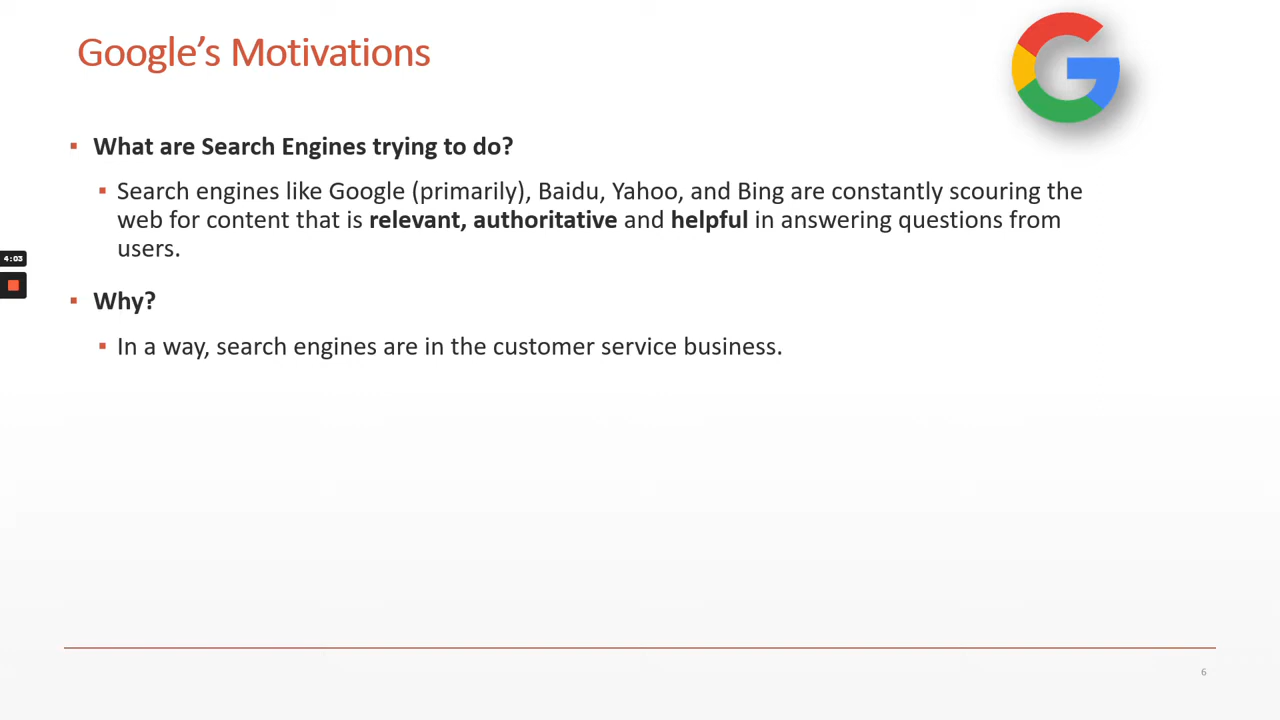 Google's Motivations
What are Search Engines trying to do?
Search engines like Google (primarily), Baidu, Yahoo, and Bing are constantly scouring the
web for content that is relevant, authoritative and helpful in answering questions from
users.
4:03
Why?
In a way, search engines are in the customer service business.
6